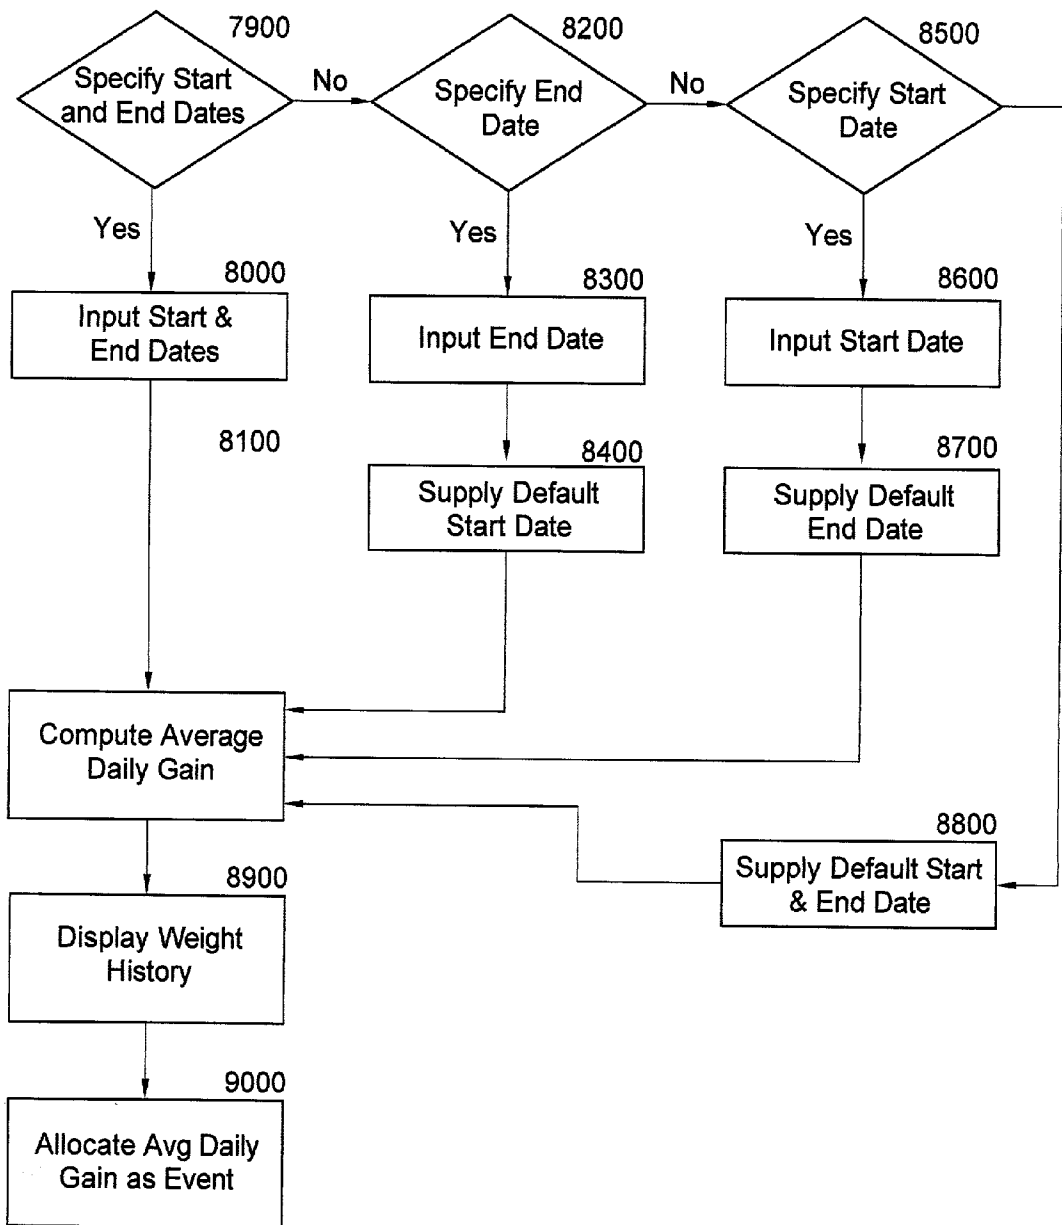 7900
Specify Start
and End Dates
No
8200
Specify End
Date
No
8500
Specify Start
Date
Yes
Yes
Yes
8000
Input Start &
End Dates
8300
Input End Date
8600
Input Start Date
8100
8400
Supply Default
Start Date
8700
Supply Default
End Date
Compute Average
Daily Gain
8800
Supply Default Start
& End Date
8900
Display Weight
History
9000
Allocate Avg Daily
Gain as Event